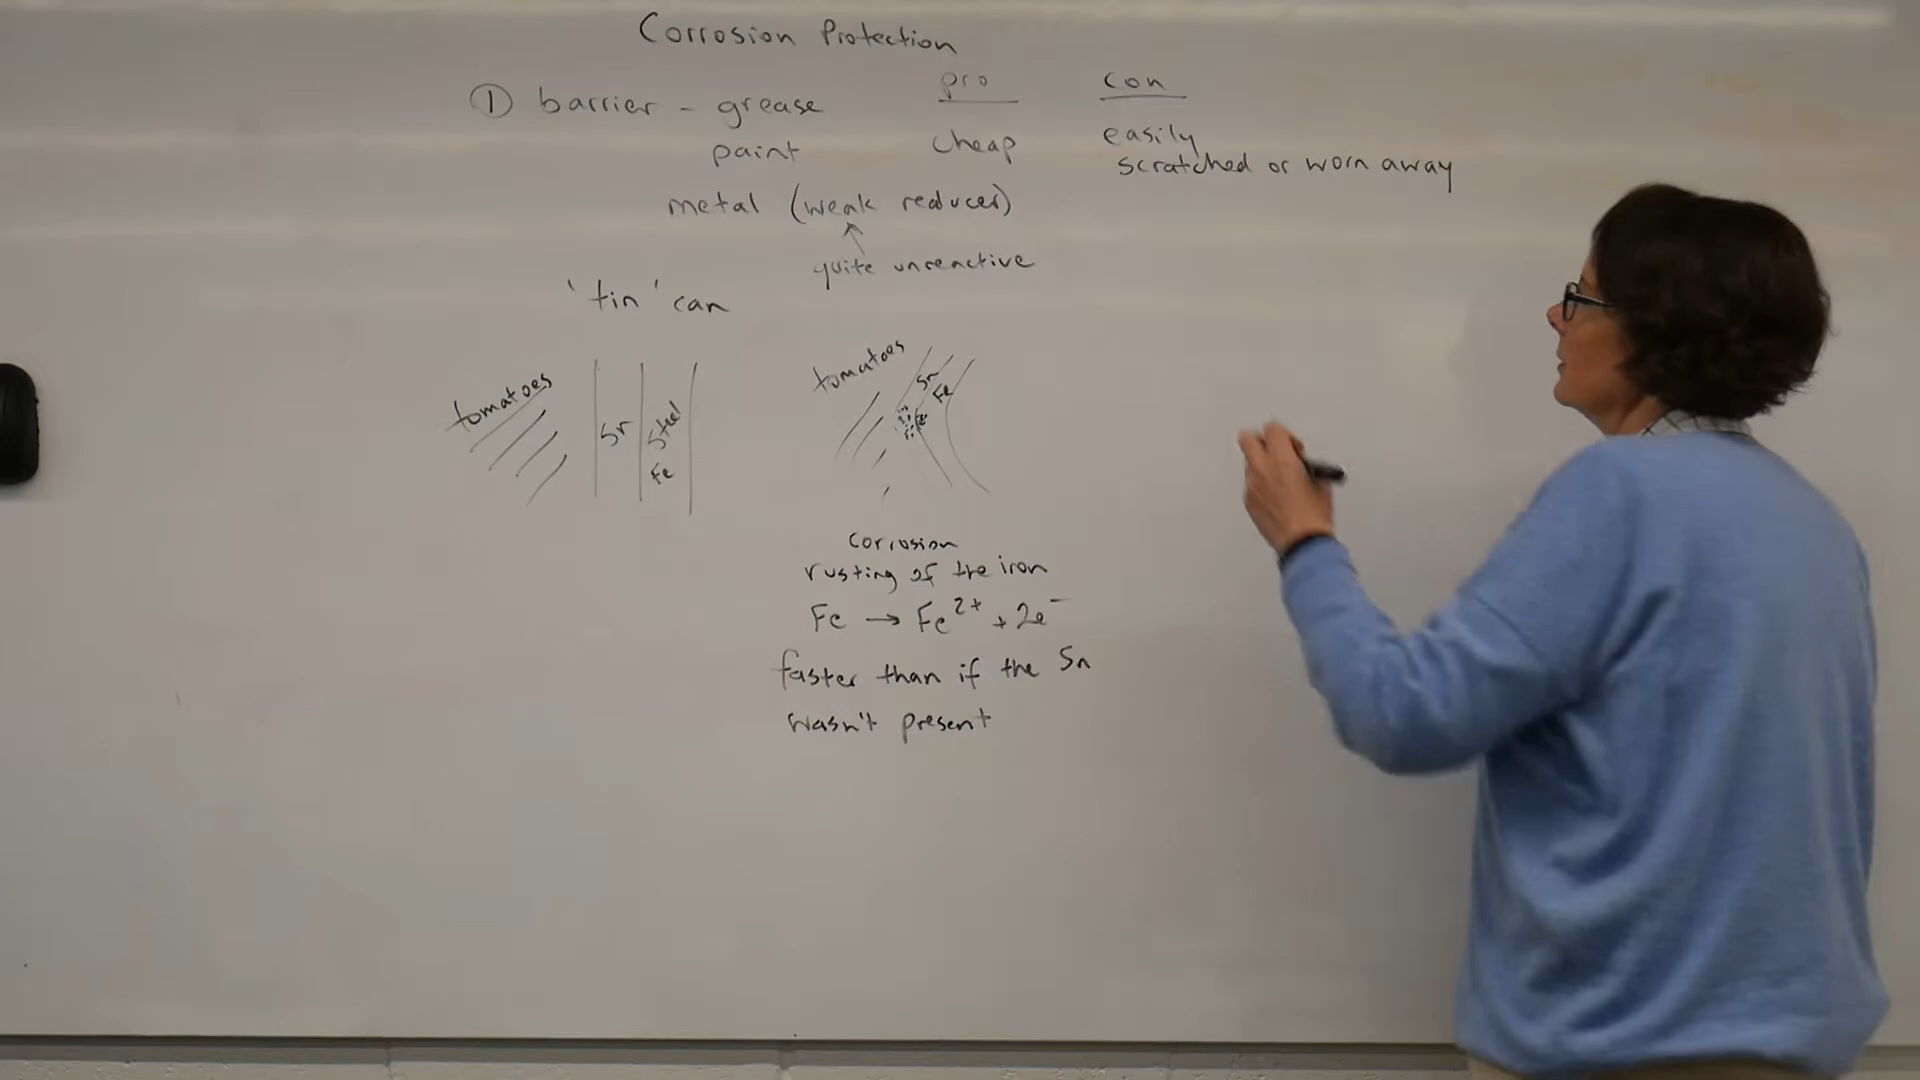 Corrosion Protection
① barrier - grease
pro
con
paint
cheap
easily
scratched or worn away
metal (weak reducer)
quite unreactive
'tin' can
tomatoes
Sn
Steel
Fe
tomatoes
Sn
Fe
corrosion
rusting of the iron
Fe → Fe²⁺ + 2e⁻
faster than if the Sn
wasn't present